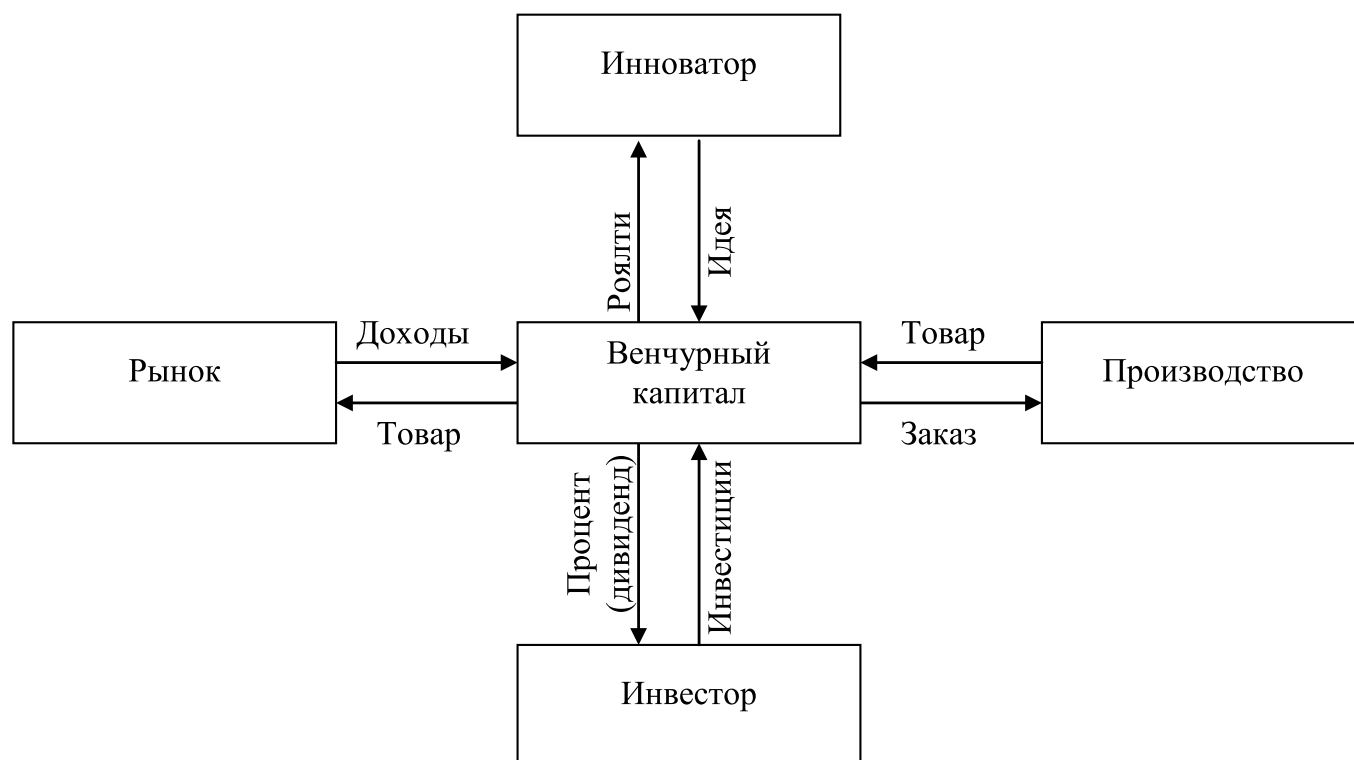 Инноватор
Роялти
Идея
Доходы
Товар
Рынок
Венчурный
капитал
Производство
Товар
Заказ
Процент
(дивиденд)
Инвестиции
Инвестор